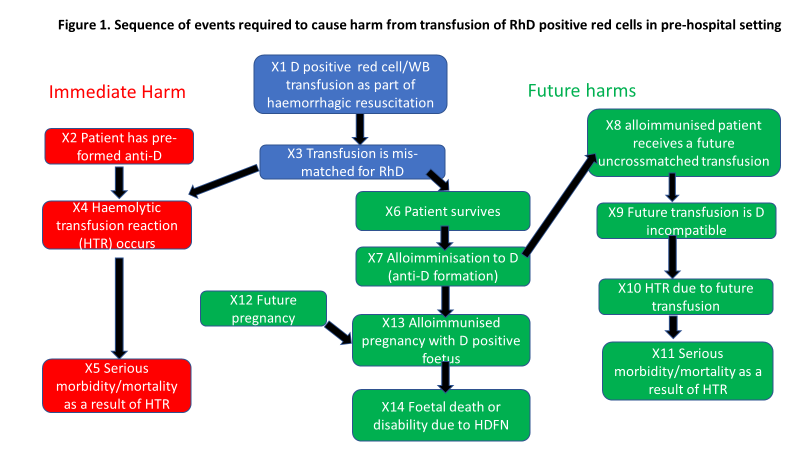 Figure 1. Sequence of events required to cause harm from transfusion of RhD positive red cells in pre-hospital setting
Immediate Harm
Future harms
X1 D positive red cell/WB
transfusion as part of
haemorrhagic resuscitation
X2 Patient has pre-
formed anti-D
X3 Transfusion is mis-
matched for RhD
X4 Haemolytic
transfusion reaction
(HTR) occurs
X5 Serious
morbidity/mortality
as a result of HTR
X6 Patient survives
X7 Alloimminisation to D
(anti-D formation)
X8 alloimmunised patient
receives a future
uncrossmatched transfusion
X9 Future transfusion is D
incompatible
X10 HTR due to future
transfusion
X11 Serious
morbidity/mortality as a
result of HTR
X12 Future
pregnancy
X13 Alloimmunised
pregnancy with D positive
foetus
X14 Foetal death or
disability due to HDFN